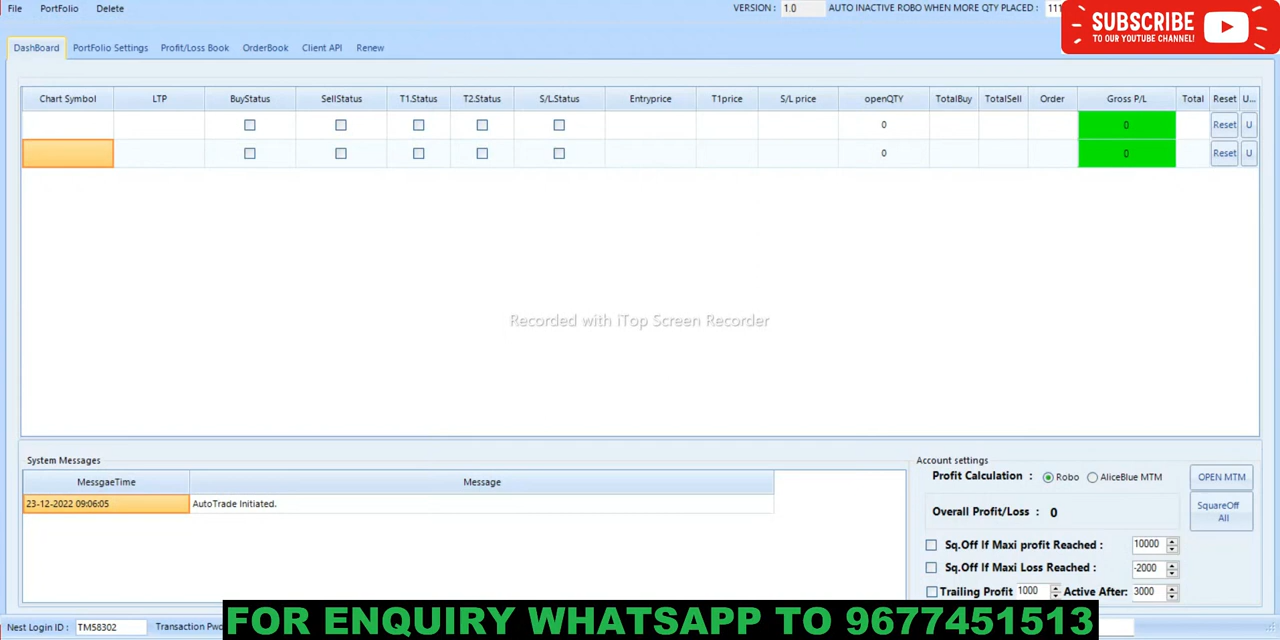 File PortFolio Delete VERSION : 1.0 AUTO INACTIVE ROBO WHEN MORE QTY PLACED :
SUBSCRIBE
TO OUR YOUTUBE CHANNEL!
DashBoard PortFolio Settings Profit/Loss Book OrderBook Client API Renew
Chart Symbol LTP BuyStatus SellStatus T1.Status T2.Status S/L.Status Entryprice T1price S/L price openQTY TotalBuy TotalSell Order Gross P/L Total Reset U...
0 0 Reset U
0 0 Reset U
Recorded with iTop Screen Recorder
System Messages
MessgaeTime Message
23-12-2022 09:06:05 AutoTrade Initiated.
Account settings
Profit Calculation : Robo AliceBlue MTM OPEN MTM
Overall Profit/Loss : 0 SquareOff All
Sq.Off If Maxi profit Reached : 10000
Sq.Off If Maxi Loss Reached : -2000
Trailing Profit 1000 Active After: 3000
Nest Login ID : TMS8302 Transaction Pwd
FOR ENQUIRY WHATSAPP TO 9677451513